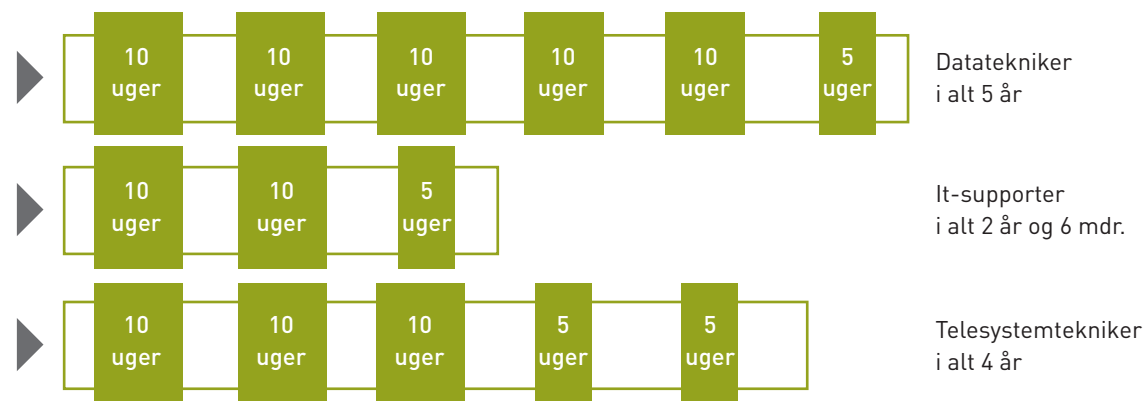 10
uger
10
uger
10
uger
10
uger
10
uger
5
uger
Datatekniker
i alt 5 år
10
uger
10
uger
5
uger
It-supporter
i alt 2 år og 6 mdr.
10
uger
10
uger
10
uger
5
uger
5
uger
Telesystemtekniker
i alt 4 år